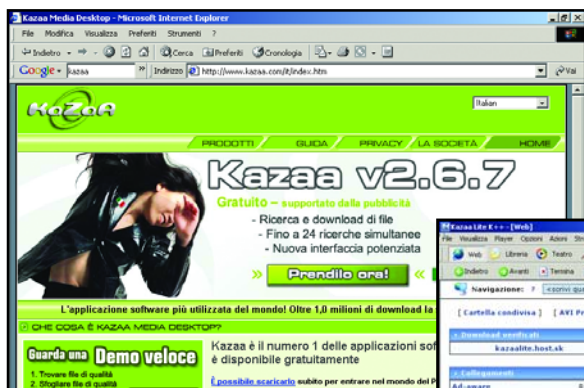 Kazaa Media Desktop - Microsoft Internet Explorer
File Modifica Visualizza Preferiti Strumenti ?
Indietro Cerca Preferiti Cronologia
Google kazaa » Indirizzo http://www.kazaa.com/it/index.htm Vai
KaZaA
Italian
PRODOTTI GUIDA PRIVACY LA SOCIETÀ HOME
Kazaa v2.6.7
Gratuito – supportato dalla pubblicità
- Ricerca e download di file
- Fino a 24 ricerche simultanee
- Nuova interfaccia potenziata
» Prendilo ora! «
L'applicazione software più utilizzata del mondo! Oltre 1,0 milioni di download la
CHE COSA È KAZAA MEDIA DESKTOP?
Guarda una Demo veloce
1. Trovare file di qualità
2. Sfogliare file di qualità
Kazaa è il numero 1 delle applicazioni sof
è disponibile gratuitamente
È possibile scaricarlo subito per entrare nel mondo del P
Kazaa Lite K++ - [Web]
File Visualizza Player Opzioni Azioni
Web Libreria Teatro
Indietro Avanti Termina
Navigazione: ? <scrivi
[ Cartella condivisa ] [ AVI
Download verificati
kazaalite.host.sk
Collegamenti
Ad-aware